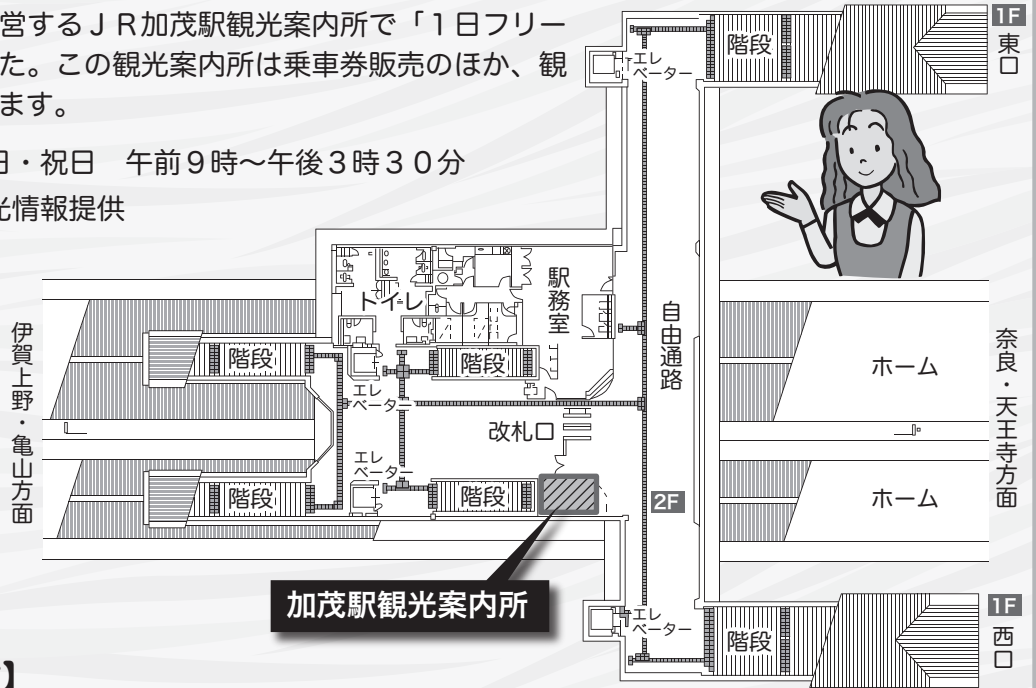 営するＪＲ加茂駅観光案内所で「１日フリー
た。この観光案内所は乗車券販売のほか、観
ます。
日・祝日　午前９時～午後３時３０分
光情報提供
1F
東口
階段
エレ
ベーター
駅務室
トイレ
自由通路
伊賀上野・亀山方面
階段
階段
エレ
ベーター
改札口
エレ
ベーター
階段
階段
2F
ホーム
ホーム
奈良・天王寺方面
加茂駅観光案内所
エレ
ベーター
階段
1F
西口
】